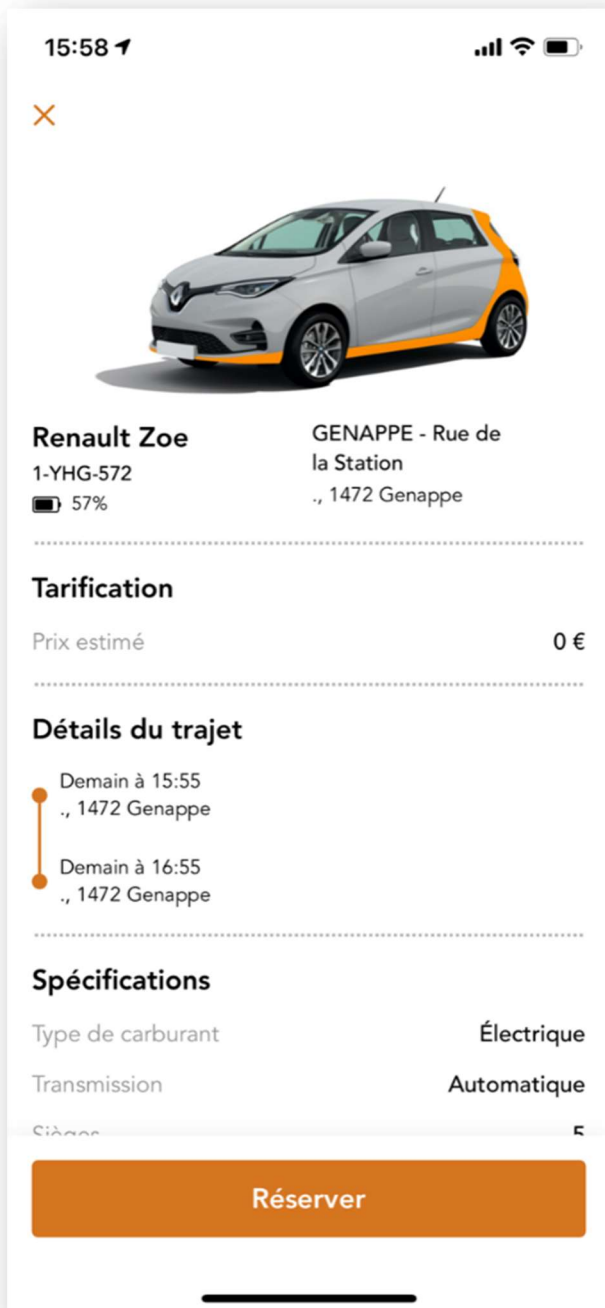 15:58
Renault Zoe
1-YHG-572
57%
GENAPPE - Rue de
la Station
., 1472 Genappe
Tarification
Prix estimé 0 €
Détails du trajet
Demain à 15:55
., 1472 Genappe
Demain à 16:55
., 1472 Genappe
Spécifications
Type de carburant Électrique
Transmission Automatique
Sièges 5
Réserver